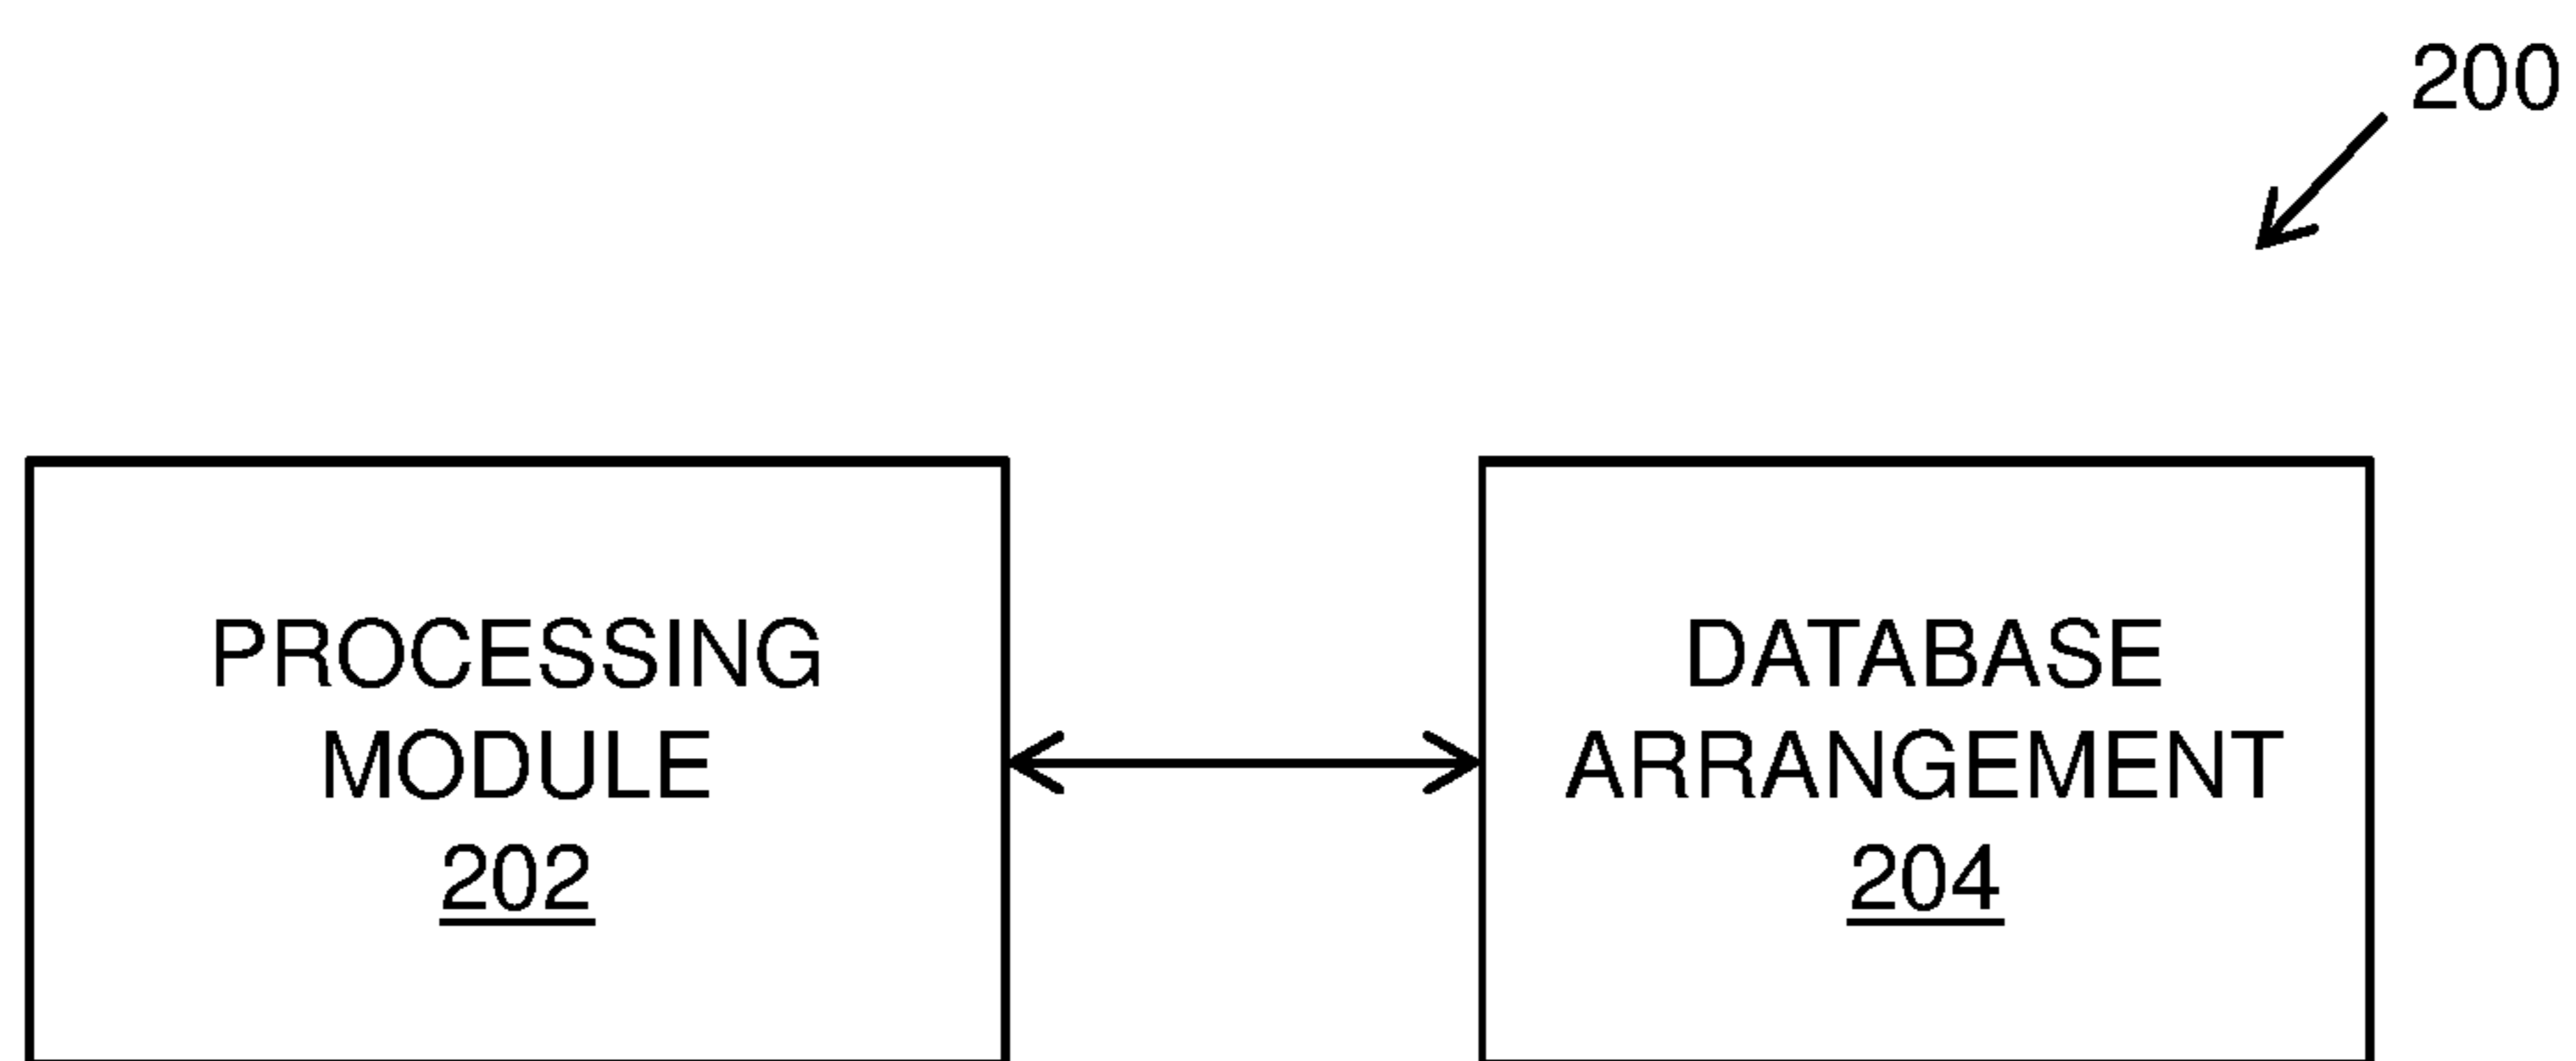 200
PROCESSING
MODULE
202
DATABASE
ARRANGEMENT
204